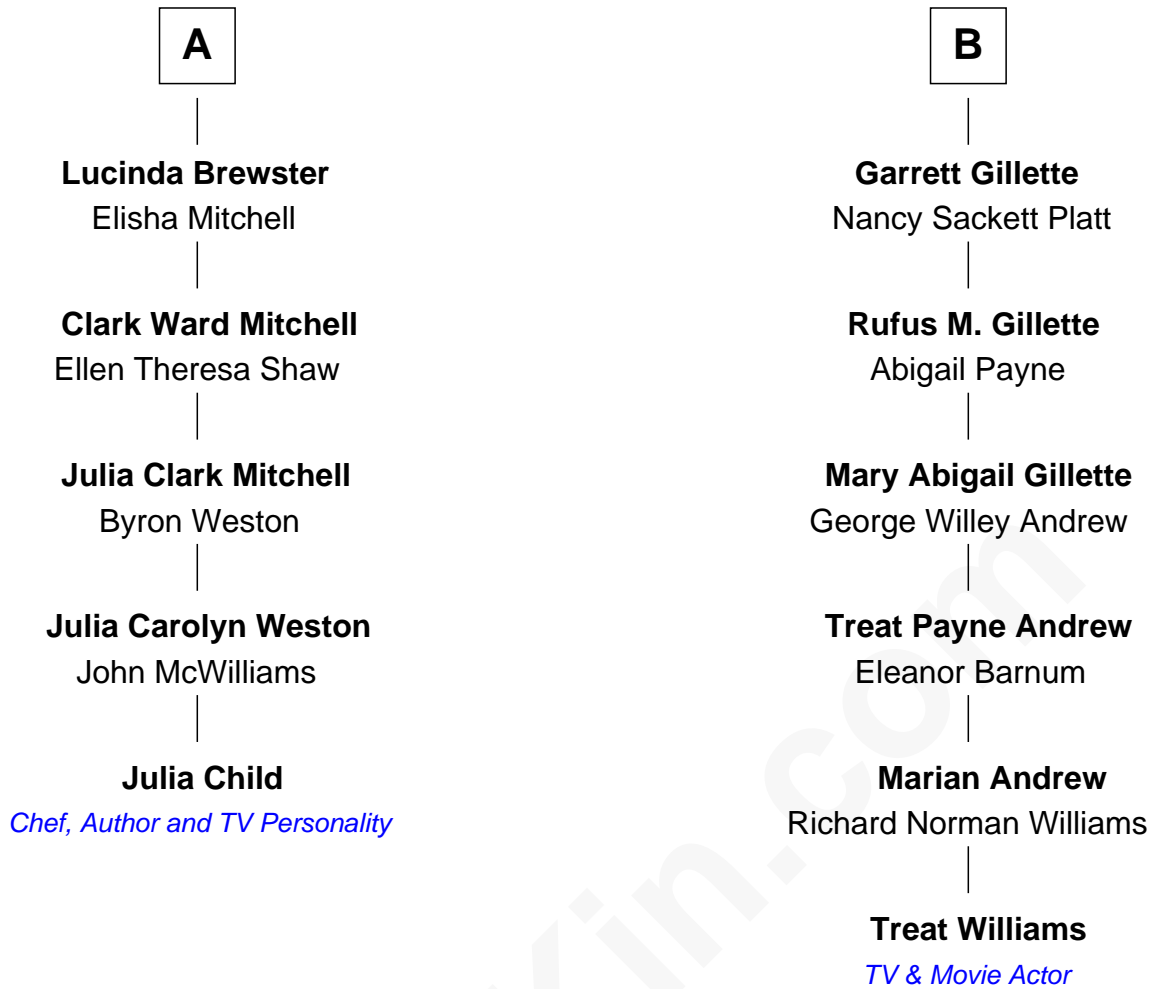 A
Lucinda Brewster
Elisha Mitchell
Clark Ward Mitchell
Ellen Theresa Shaw
Julia Clark Mitchell
Byron Weston
Julia Carolyn Weston
John McWilliams
Julia Child
Chef, Author and TV Personality
B
Garrett Gillette
Nancy Sackett Platt
Rufus M. Gillette
Abigail Payne
Mary Abigail Gillette
George Willey Andrew
Treat Payne Andrew
Eleanor Barnum
Marian Andrew
Richard Norman Williams
Treat Williams
TV & Movie Actor